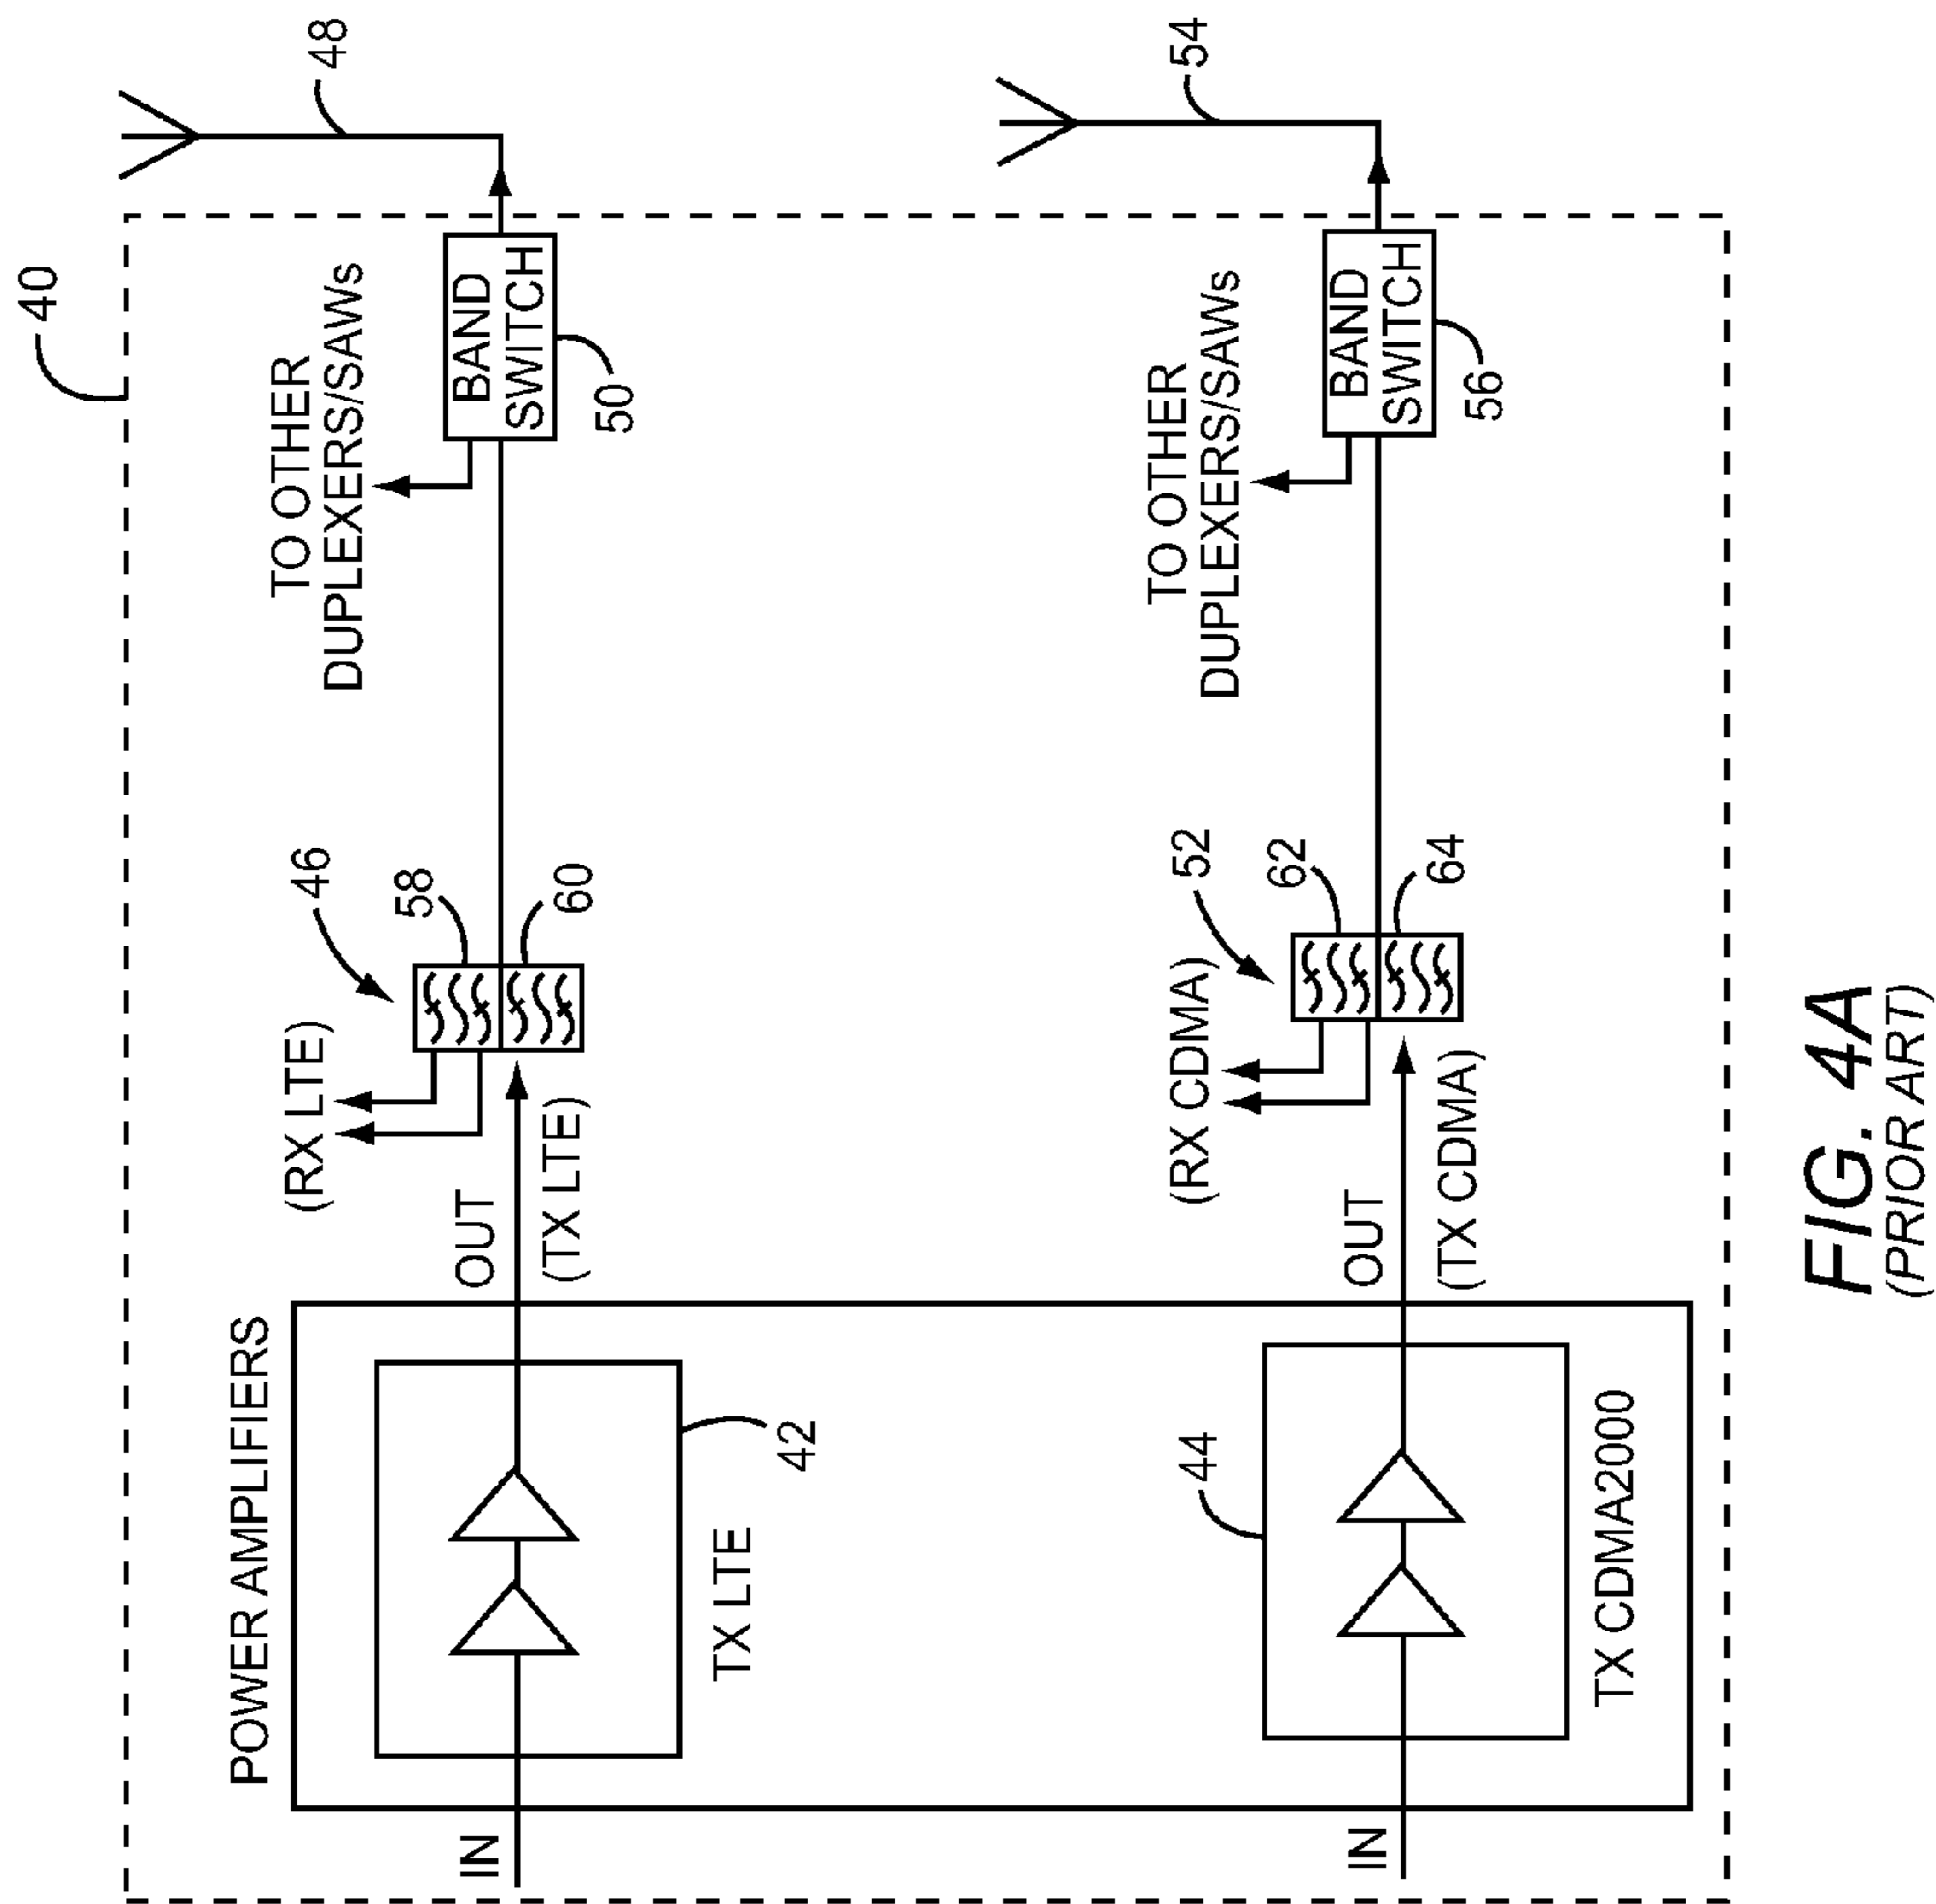 40
POWER AMPLIFIERS
IN
42
TX LTE
OUT
(TX LTE)
(RX LTE)
46
58
60
TO OTHER
DUPLEXERS/SAWs
BAND
SWITCH
50
48
IN
44
TX CDMA2000
OUT
(TX CDMA)
(RX CDMA)
52
62
64
TO OTHER
DUPLEXERS/SAWs
BAND
SWITCH
56
54
FIG. 4A
(PRIOR ART)